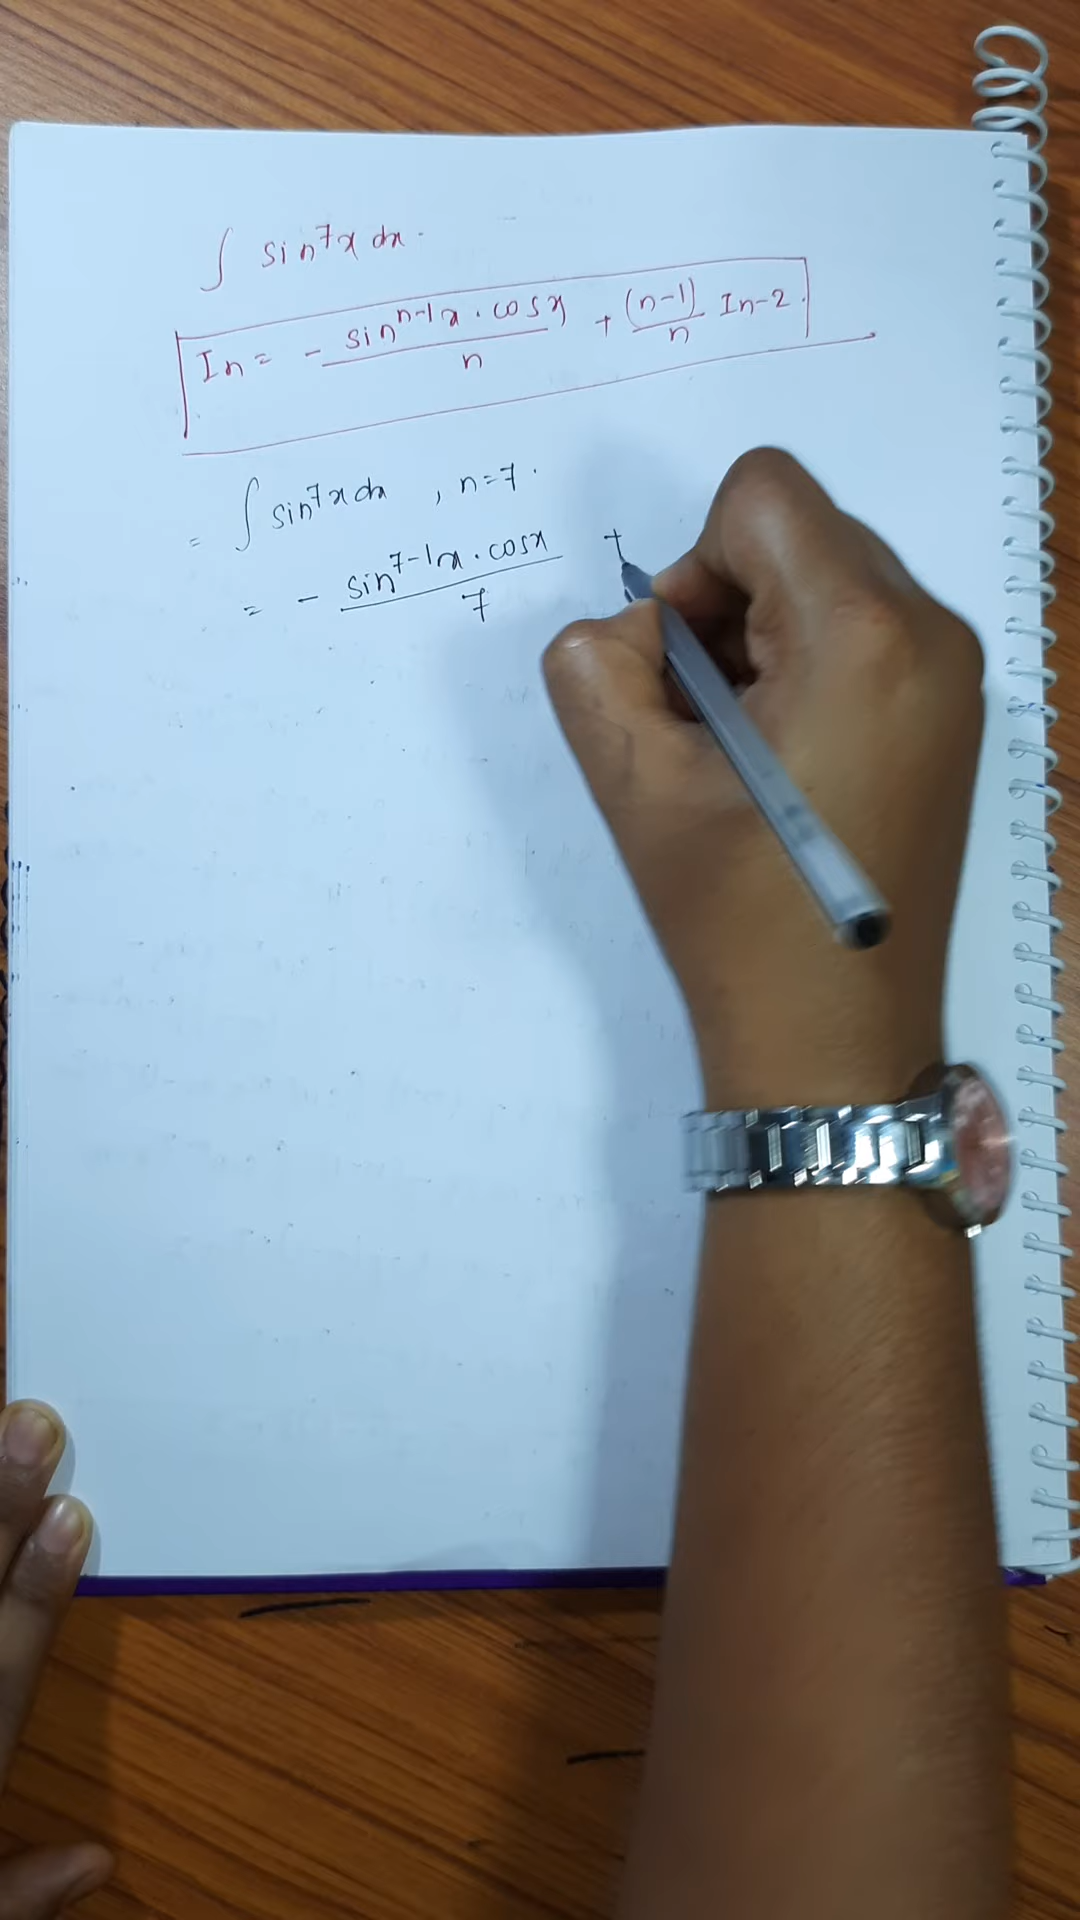 ∫ sin⁷x dx.
In = - sinⁿ⁻¹x . cosx / n + (n-1) / n In-2.
= ∫ sin⁷x dx , n=7.
= - sin⁷⁻¹x . cosx / 7 +